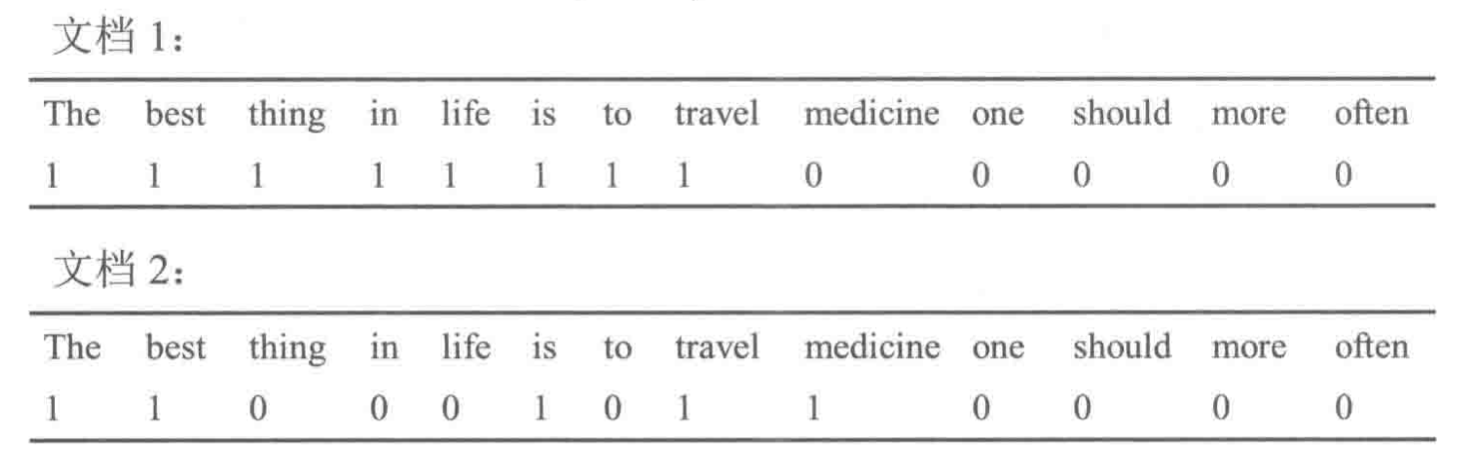 文档 1：
The best thing in life is to travel medicine one should more often
1 1 1 1 1 1 1 1 0 0 0 0 0
文档 2：
The best thing in life is to travel medicine one should more often
1 1 0 0 0 1 0 1 1 0 0 0 0